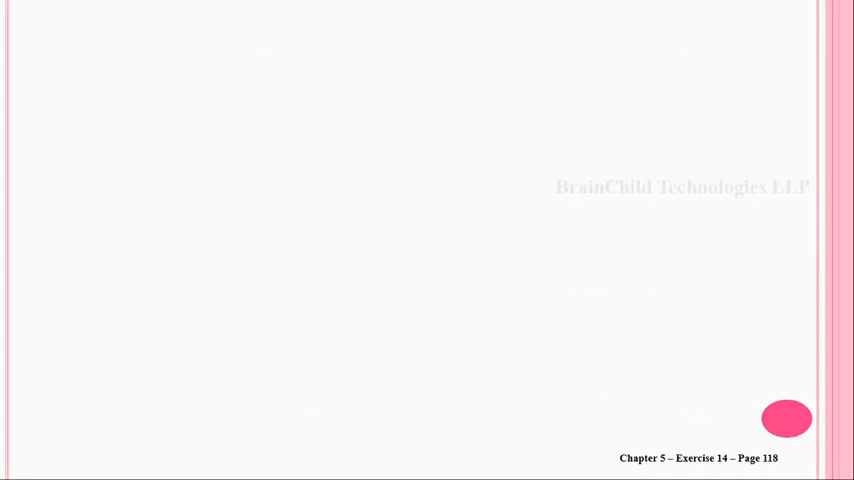 BrainChild Technologies LLP
Chapter 5 – Exercise 14 – Page 118